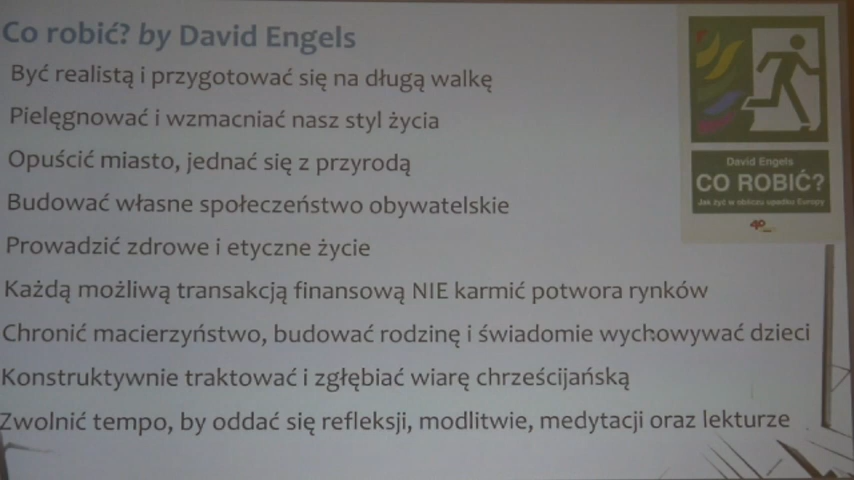 Co robić? by David Engels
Być realistą i przygotować się na długą walkę
Pielęgnować i wzmacniać nasz styl życia
Opuścić miasto, jednać się z przyrodą
Budować własne społeczeństwo obywatelskie
Prowadzić zdrowe i etyczne życie
Każdą możliwą transakcją finansową NIE karmić potwora rynków
Chronić macierzyństwo, budować rodzinę i świadomie wychowywać dzieci
Konstruktywnie traktować i zgłębiać wiarę chrześcijańską
Zwolnić tempo, by oddać się refleksji, modlitwie, medytacji oraz lekturze
David Engels
CO ROBIĆ?
Jak żyć w obliczu upadku Europy